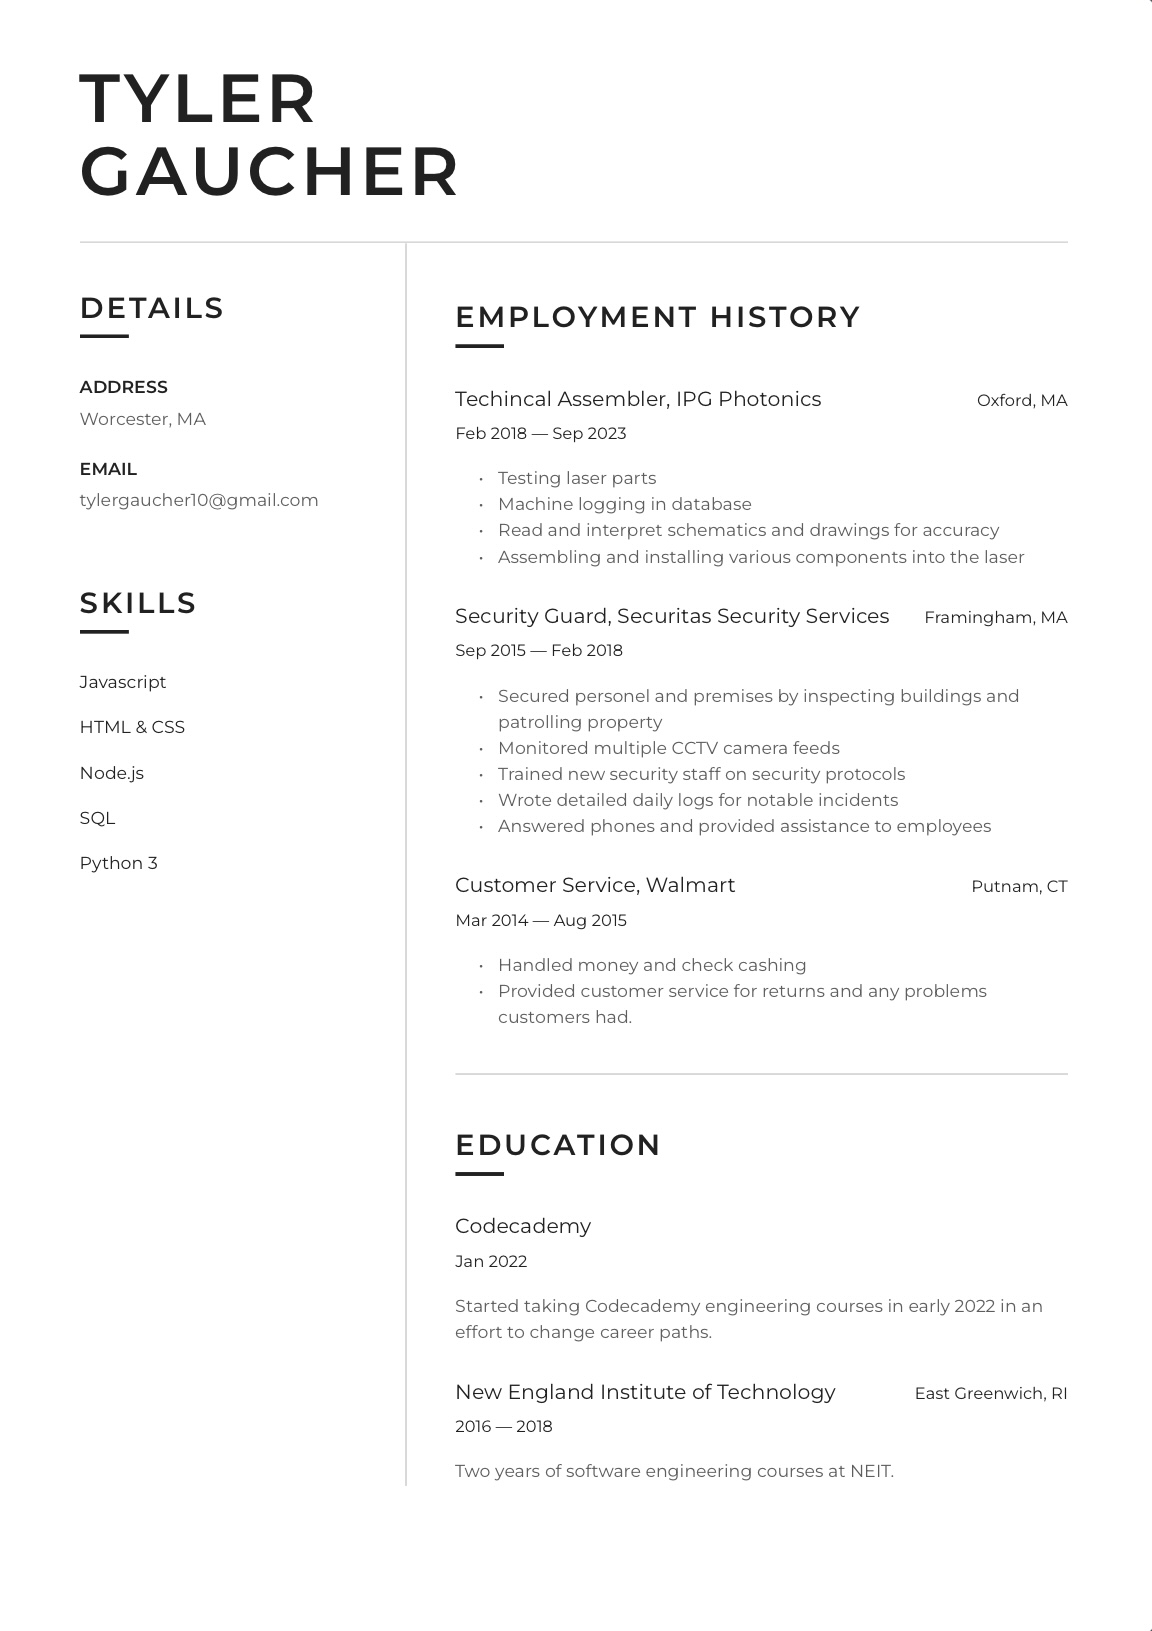 TYLER
GAUCHER
DETAILS
ADDRESS
Worcester, MA
EMAIL
tylergaucher10@gmail.com
SKILLS
Javascript
HTML & CSS
Node.js
SQL
Python 3
EMPLOYMENT HISTORY
Techincal Assembler, IPG Photonics Oxford, MA
Feb 2018 — Sep 2023
• Testing laser parts
• Machine logging in database
• Read and interpret schematics and drawings for accuracy
• Assembling and installing various components into the laser
Security Guard, Securitas Security Services Framingham, MA
Sep 2015 — Feb 2018
• Secured personel and premises by inspecting buildings and
patrolling property
• Monitored multiple CCTV camera feeds
• Trained new security staff on security protocols
• Wrote detailed daily logs for notable incidents
• Answered phones and provided assistance to employees
Customer Service, Walmart Putnam, CT
Mar 2014 — Aug 2015
• Handled money and check cashing
• Provided customer service for returns and any problems
customers had.
EDUCATION
Codecademy
Jan 2022
Started taking Codecademy engineering courses in early 2022 in an
effort to change career paths.
New England Institute of Technology East Greenwich, RI
2016 — 2018
Two years of software engineering courses at NEIT.